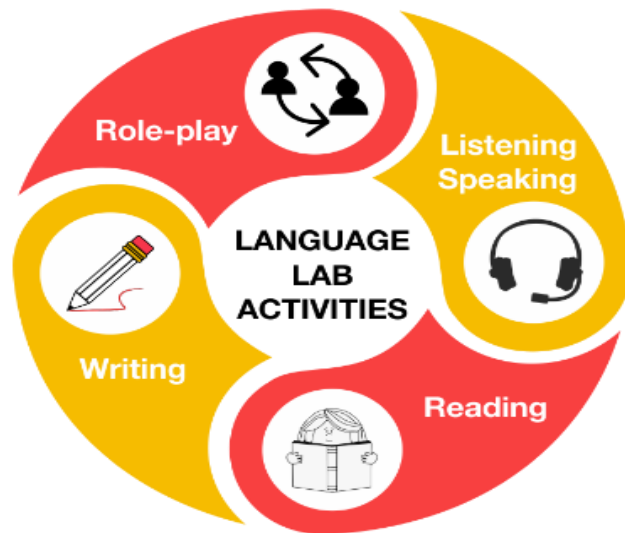 Role-play
Listening
Speaking
LANGUAGE
LAB
ACTIVITIES
Writing
Reading